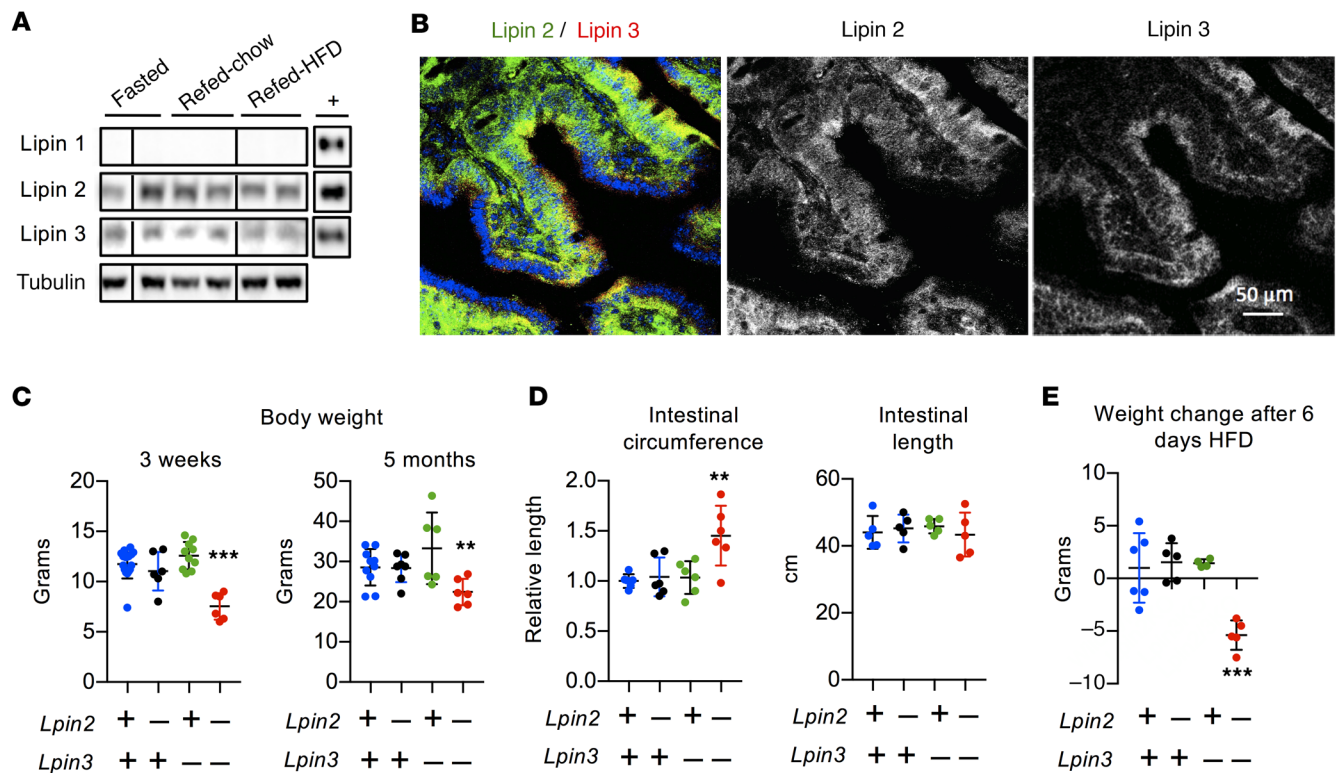 A
Fasted
Refed-chow
Refed-HFD
+
Lipin 1
Lipin 2
Lipin 3
Tubulin
B
Lipin 2 / Lipin 3
Lipin 2
Lipin 3
50 µm
C
Body weight
3 weeks
5 months
Grams
20
15
10
5
0
Grams
50
40
30
20
10
0
***
**
Lpin2 + – + –
Lpin3 + + – –
Lpin2 + – + –
Lpin3 + + – –
D
Intestinal
circumference
Relative length
2.0
1.5
1.0
0.5
0.0
**
Intestinal
length
cm
60
40
20
0
Lpin2 + – + –
Lpin3 + + – –
+ – + –
+ + – –
E
Weight change after 6
days HFD
Grams
10
5
0
–5
–10
***
Lpin2 + – + –
Lpin3 + + – –